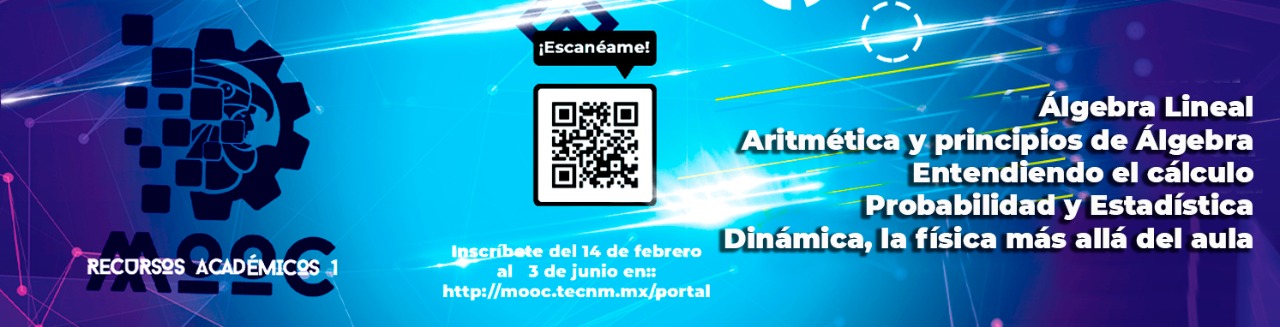 MOOC
RECURSOS ACADÉMICOS 1
¡Escanéame!
Inscríbete del 14 de febrero
al 3 de junio en::
http://mooc.tecnm.mx/portal
Álgebra Lineal
Aritmética y principios de Álgebra
Entendiendo el cálculo
Probabilidad y Estadística
Dinámica, la física más allá del aula